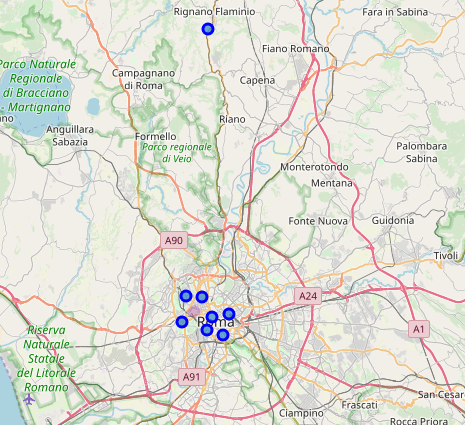 Rignano Flaminio
Fara in Sabina
Fiano Romano
Parco Naturale
Regionale
di Bracciano
- Martignano
Campagnano
di Roma
Capena
Riano
Anguillara
Sabazia
Formello
Parco regionale
di Veio
Palombara
Sabina
Monterotondo
Mentana
Fonte Nuova
Guidonia
A90
Tivoli
A24
Roma
A1
Riserva
Naturale
Statale
del Litorale
Romano
A91
San Cesar
Frascati
Ciampino
Rocca Priora